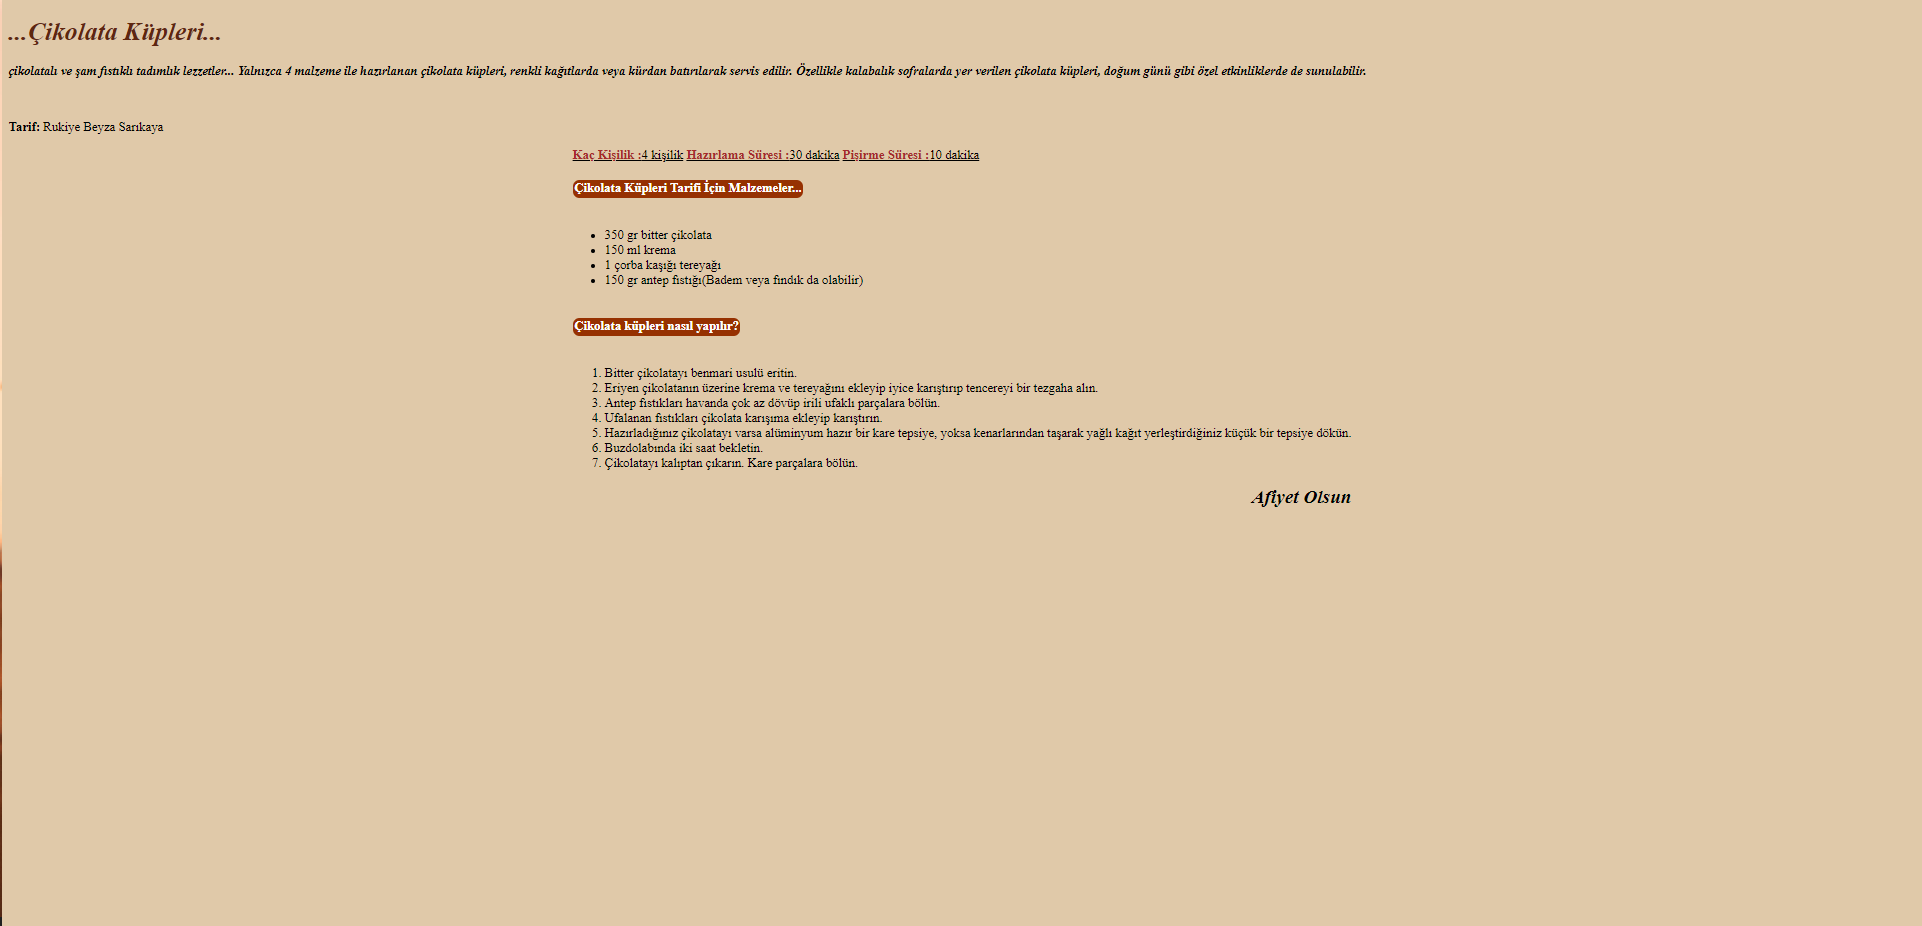 ...Çikolata Küpleri...
çikolatalı ve şam fıstıklı tadımlık lezzetler... Yalnızca 4 malzeme ile hazırlanan çikolata küpleri, renkli kağıtlarda veya kürdan batırılarak servis edilir. Özellikle kalabalık sofralarda yer verilen çikolata küpleri, doğum günü gibi özel etkinliklerde de sunulabilir.
Tarif: Rukiye Beyza Sarıkaya
Kaç Kişilik :4 kişilik Hazırlama Süresi :30 dakika Pişirme Süresi :10 dakika
Çikolata Küpleri Tarifi İçin Malzemeler...
• 350 gr bitter çikolata
• 150 ml krema
• 1 çorba kaşığı tereyağı
• 150 gr antep fıstığı(Badem veya fındık da olabilir)
Çikolata küpleri nasıl yapılır?
1. Bitter çikolatayı benmari usulü eritin.
2. Eriyen çikolatanın üzerine krema ve tereyağını ekleyip iyice karıştırıp tencereyi bir tezgaha alın.
3. Antep fıstıkları havanda çok az dövüp irili ufaklı parçalara bölün.
4. Ufalanan fıstıkları çikolata karışıma ekleyip karıştırın.
5. Hazırladığınız çikolatayı varsa alüminyum hazır bir kare tepsiye, yoksa kenarlarından taşarak yağlı kağıt yerleştirdiğiniz küçük bir tepsiye dökün.
6. Buzdolabında iki saat bekletin.
7. Çikolatayı kalıptan çıkarın. Kare parçalara bölün.
Afiyet Olsun